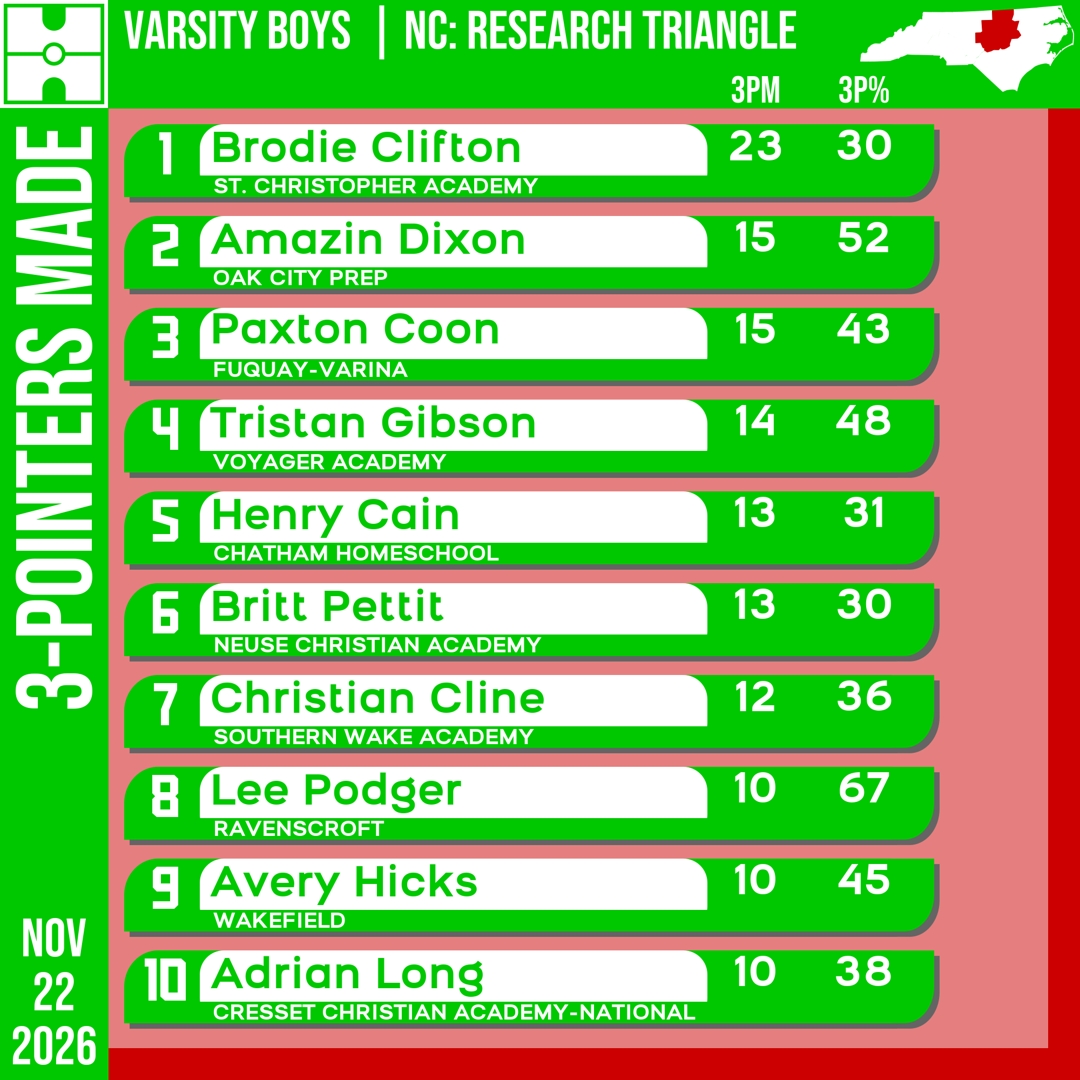 VARSITY BOYS | NC: RESEARCH TRIANGLE
3PM 3P%
3-POINTERS MADE
1 Brodie Clifton 23 30
ST. CHRISTOPHER ACADEMY
2 Amazin Dixon 15 52
OAK CITY PREP
3 Paxton Coon 15 43
FUQUAY-VARINA
4 Tristan Gibson 14 48
VOYAGER ACADEMY
5 Henry Cain 13 31
CHATHAM HOMESCHOOL
6 Britt Pettit 13 30
NEUSE CHRISTIAN ACADEMY
7 Christian Cline 12 36
SOUTHERN WAKE ACADEMY
8 Lee Podger 10 67
RAVENSCROFT
9 Avery Hicks 10 45
WAKEFIELD
10 Adrian Long 10 38
CRESSET CHRISTIAN ACADEMY-NATIONAL
NOV
22
2026